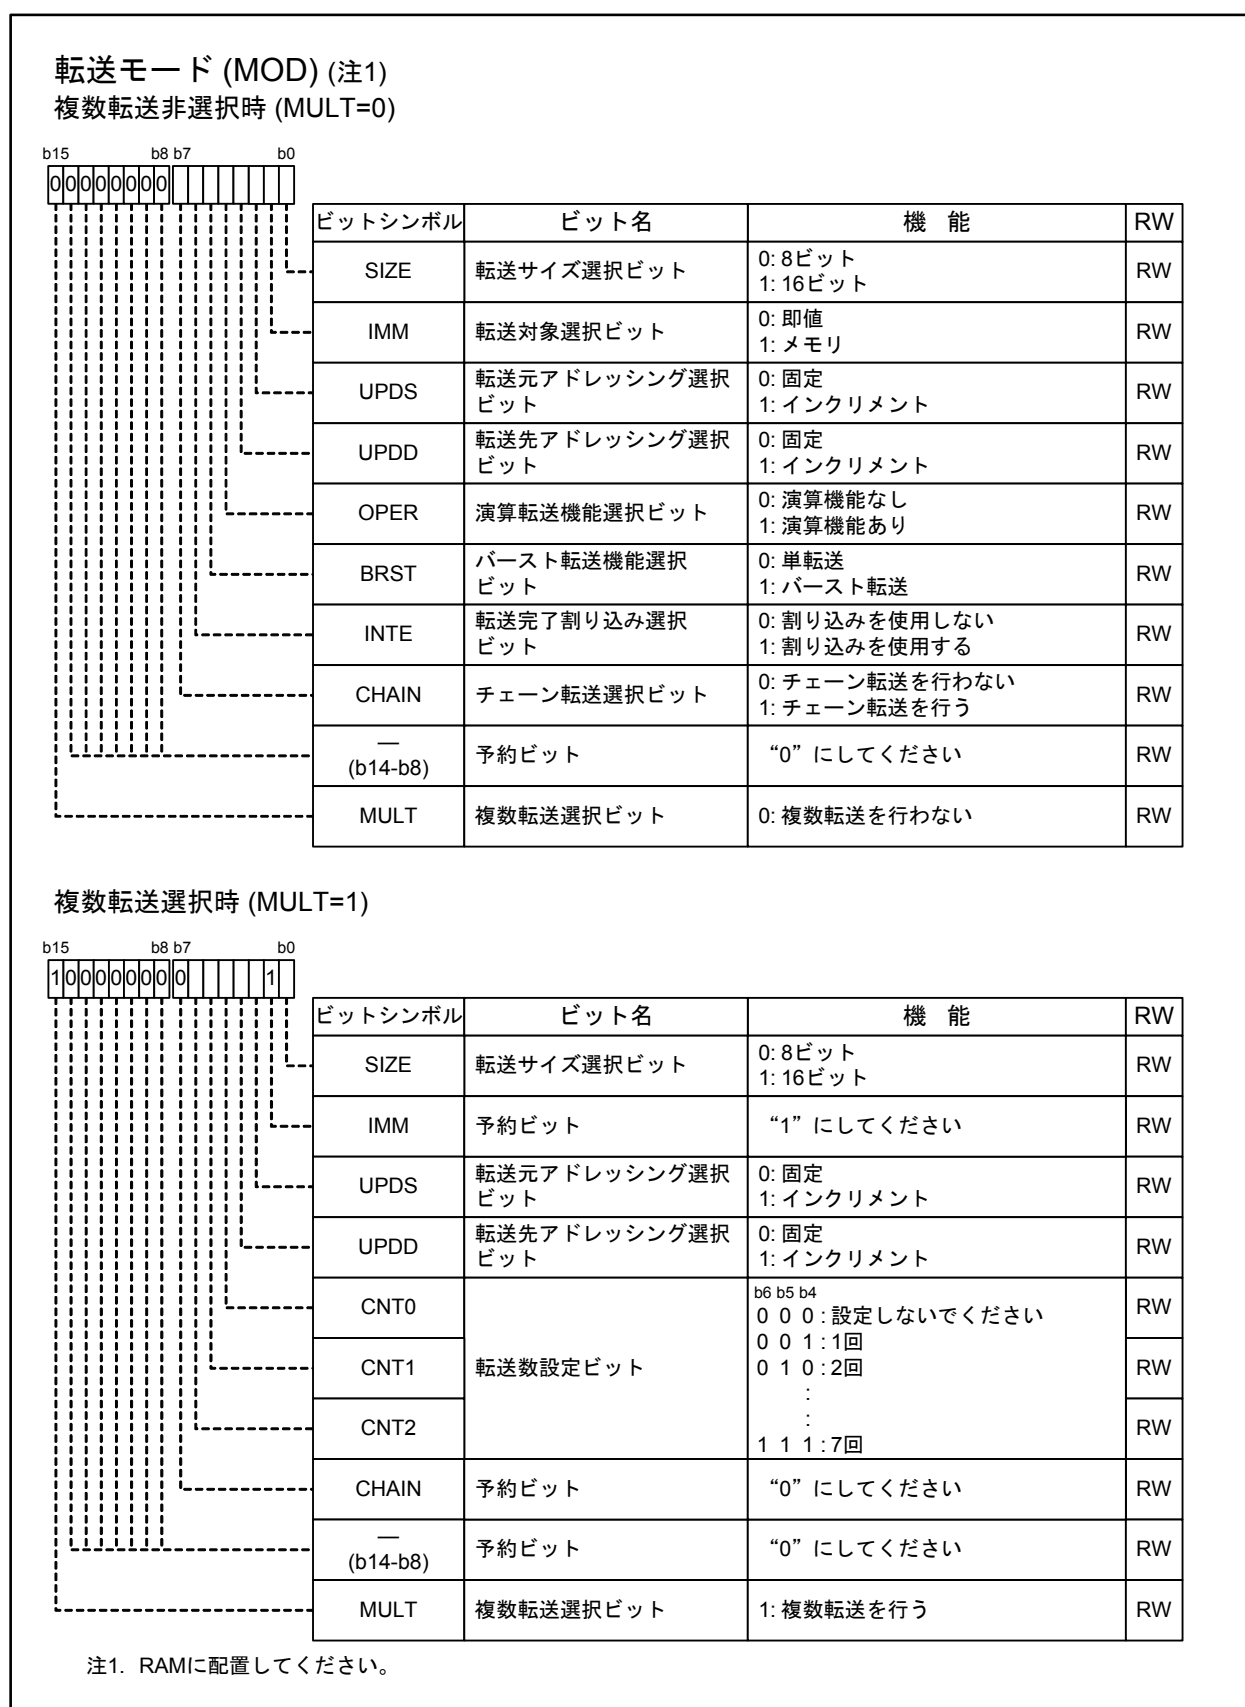 転送モード (MOD) (注1)
複数転送非選択時 (MULT=0)
b15 b8 b7 b0
0 0 0 0 0 0 0 0
ビットシンボル ビット名 機 能 RW
SIZE 転送サイズ選択ビット 0: 8ビット RW
1: 16ビット
IMM 転送対象選択ビット 0: 即値 RW
1: メモリ
UPDS 転送元アドレッシング選択 0: 固定 RW
ビット 1: インクリメント
UPDD 転送先アドレッシング選択 0: 固定 RW
ビット 1: インクリメント
OPER 演算転送機能選択ビット 0: 演算機能なし RW
1: 演算機能あり
BRST バースト転送機能選択 0: 単転送 RW
ビット 1: バースト転送
INTE 転送完了割り込み選択 0: 割り込みを使用しない RW
ビット 1: 割り込みを使用する
CHAIN チェーン転送選択ビット 0: チェーン転送を行わない RW
1: チェーン転送を行う
— 予約ビット “0” にしてください RW
(b14-b8)
MULT 複数転送選択ビット 0: 複数転送を行わない RW
複数転送選択時 (MULT=1)
b15 b8 b7 b0
1 0 0 0 0 0 0 0 0 1
ビットシンボル ビット名 機 能 RW
SIZE 転送サイズ選択ビット 0: 8ビット RW
1: 16ビット
IMM 予約ビット “1” にしてください RW
UPDS 転送元アドレッシング選択 0: 固定 RW
ビット 1: インクリメント
UPDD 転送先アドレッシング選択 0: 固定 RW
ビット 1: インクリメント
b6 b5 b4
CNT0 0 0 0 : 設定しないでください RW
0 0 1 : 1回
CNT1 転送数設定ビット 0 1 0 : 2回 RW
:
CNT2 : RW
1 1 1 : 7回
CHAIN 予約ビット “0” にしてください RW
— 予約ビット “0” にしてください RW
(b14-b8)
MULT 複数転送選択ビット 1: 複数転送を行う RW
注1. RAMに配置してください。